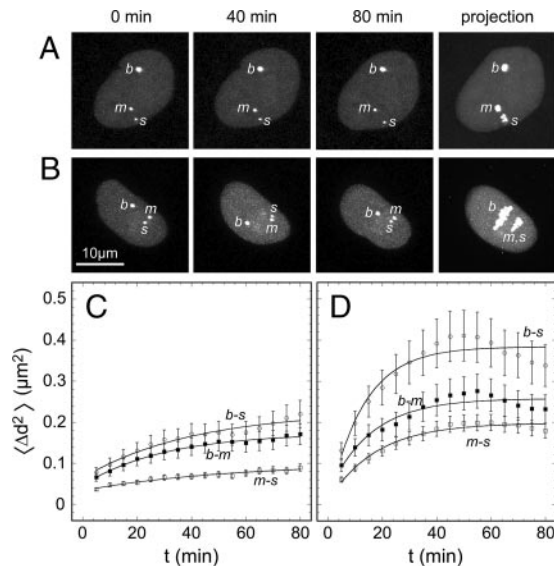 0 min 40 min 80 min projection
A
b b b b
m m m m
s s s s
B
b m s
s b m
b m s
b m,s
10µm
C D
0.5
0.4
0.3
0.2
0.1
0
⟨Δd²⟩ (µm²)
b-s
b-m
m-s
b-s
b-m
m-s
0 20 40 60 80 0 20 40 60 80
t (min) t (min)